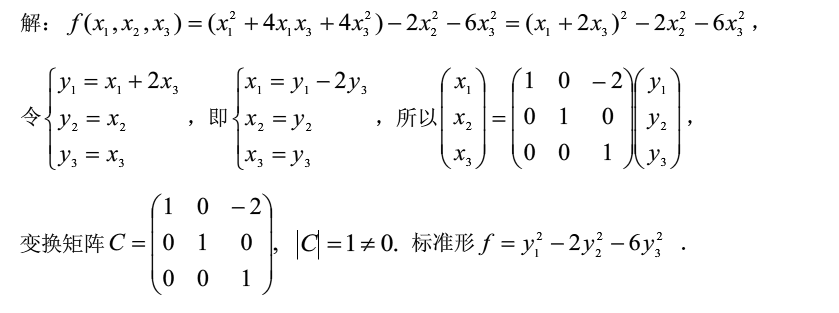 解：f(x₁,x₂,x₃)=(x₁²+4x₁x₃+4x₃²)−2x₂²−6x₃²=(x₁+2x₃)²−2x₂²−6x₃²，
令{y₁=x₁+2x₃, y₂=x₂, y₃=x₃，即{x₁=y₁−2y₃, x₂=y₂, x₃=y₃，所以(x₁; x₂; x₃)=(1 0 −2; 0 1 0; 0 0 1)(y₁; y₂; y₃)，
变换矩阵C=(1 0 −2; 0 1 0; 0 0 1)，|C|=1≠0. 标准形f=y₁²−2y₂²−6y₃².